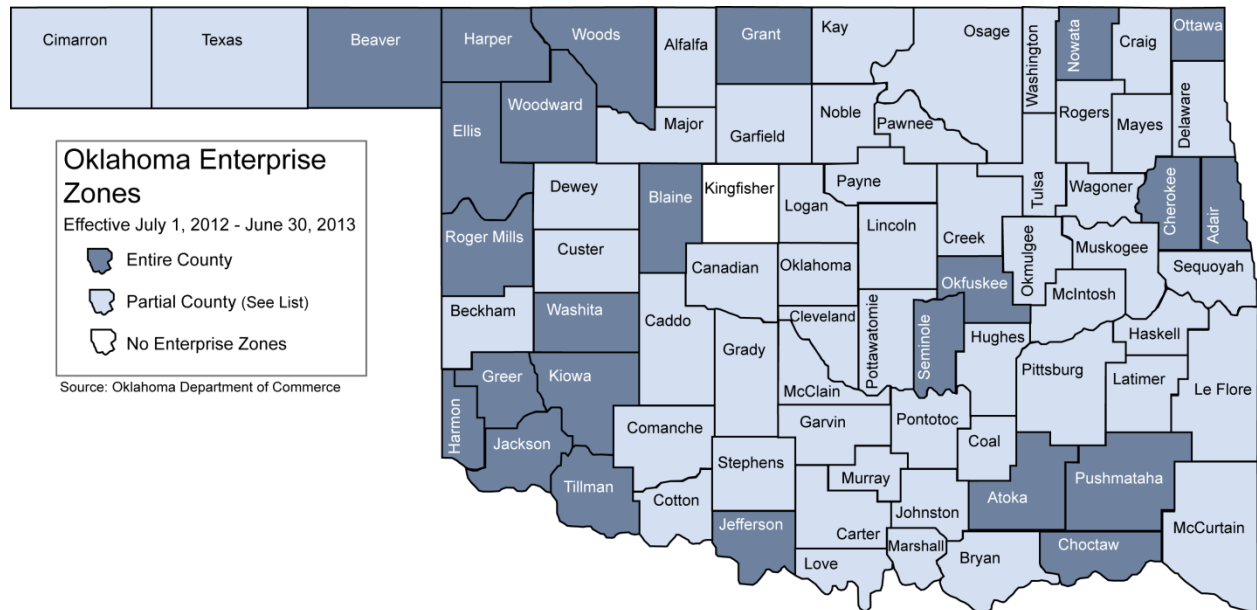 Cimarron
Texas
Beaver
Harper
Woods
Alfalfa
Grant
Kay
Osage
Washington
Nowata
Craig
Ottawa
Woodward
Ellis
Major
Garfield
Noble
Pawnee
Rogers
Mayes
Delaware
Oklahoma Enterprise
Zones
Effective July 1, 2012 - June 30, 2013
Entire County
Partial County (See List)
No Enterprise Zones
Source: Oklahoma Department of Commerce
Dewey
Blaine
Kingfisher
Logan
Payne
Tulsa
Wagoner
Cherokee
Adair
Roger Mills
Custer
Canadian
Oklahoma
Lincoln
Creek
Okmulgee
Muskogee
Sequoyah
Beckham
Washita
Caddo
Grady
Cleveland
Pottawatomie
Seminole
Okfuskee
Hughes
McIntosh
Haskell
Greer
Kiowa
McClain
Pittsburg
Latimer
Le Flore
Harmon
Jackson
Comanche
Garvin
Pontotoc
Coal
Tillman
Cotton
Stephens
Murray
Johnston
Atoka
Pushmataha
McCurtain
Jefferson
Carter
Love
Marshall
Bryan
Choctaw